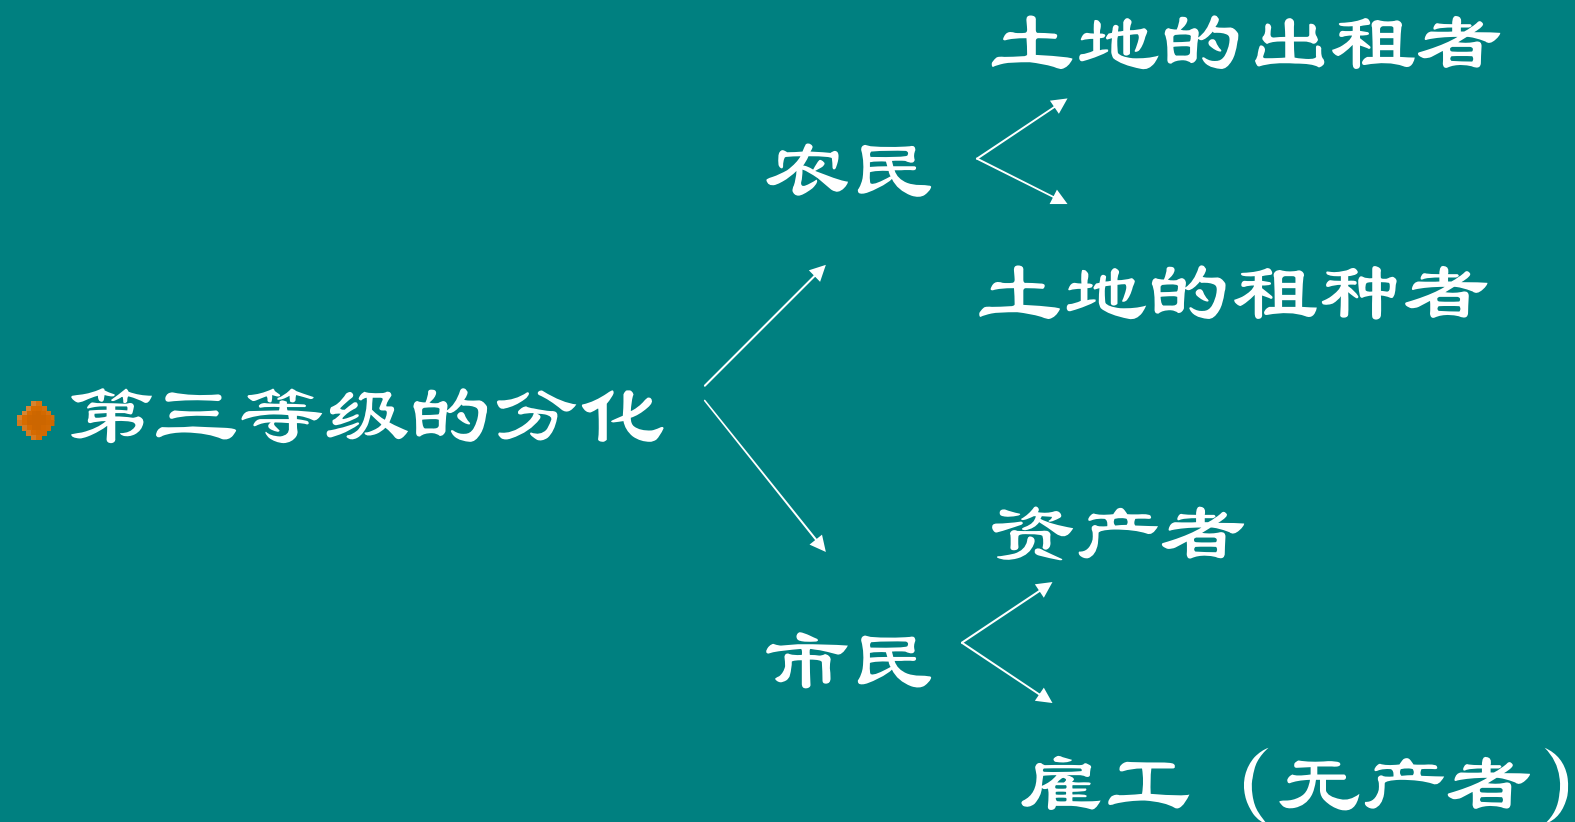 土地的出租者
农民
土地的租种者
第三等级的分化
资产者
市民
雇工（无产者）